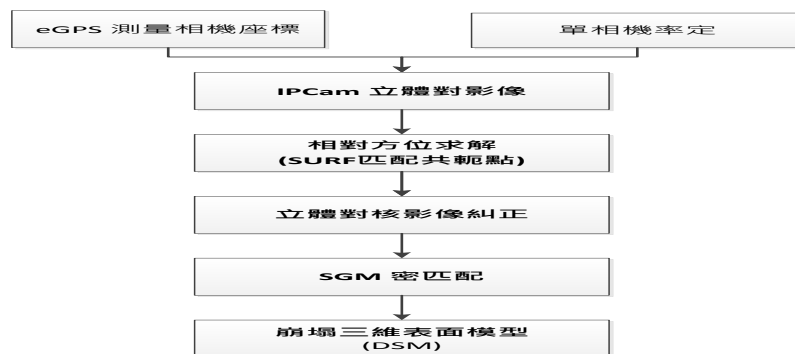 eGPS 測量相機座標
單相機率定
IPCam 立體對影像
相對方位求解
(SURF匹配共軛點)
立體對核影像糾正
SGM 密匹配
崩塌三維表面模型
(DSM)